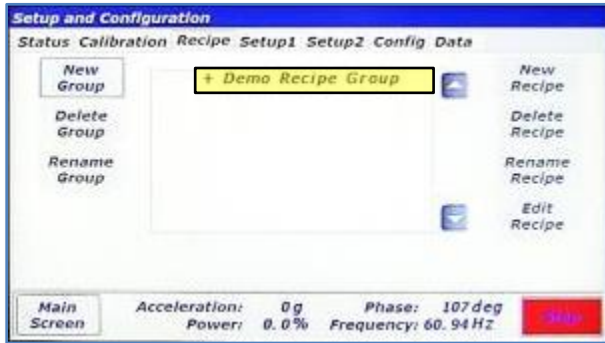 Setup and Configuration
Status Calibration Recipe Setup1 Setup2 Config Data
New
Group
Delete
Group
Rename
Group
+ Demo Recipe Group
New
Recipe
Delete
Recipe
Rename
Recipe
Edit
Recipe
Main
Screen
Acceleration: 0 g
Power: 0.0%
Phase: 107 deg
Frequency: 60.94 Hz
Stop